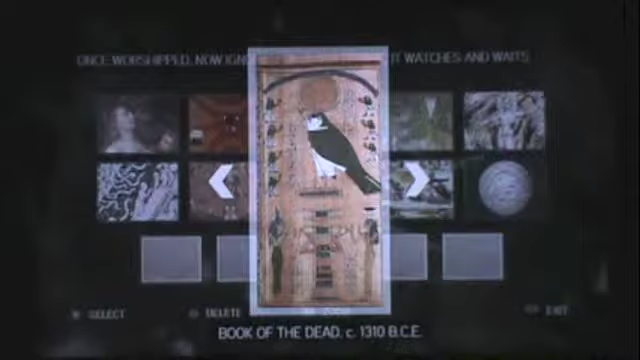 ONCE WORSHIPPED, NOW IGN T WATCHES AND WAITS
SELECT DELETE EXIT
BOOK OF THE DEAD, c. 1310 B.C.E.